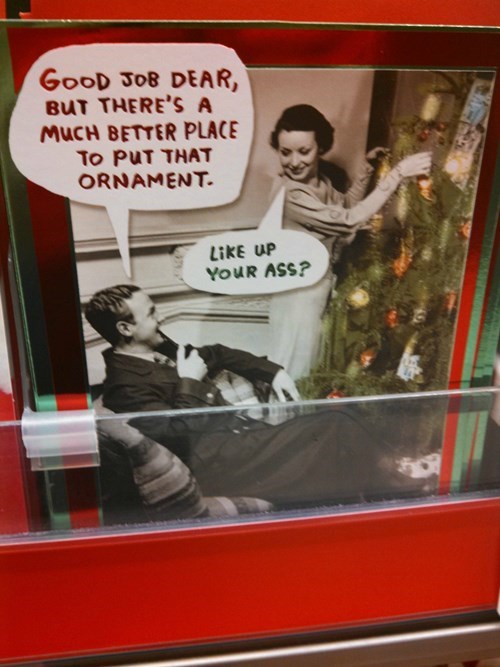 GOOD JOB DEAR,
BUT THERE'S A
MUCH BETTER PLACE
TO PUT THAT
ORNAMENT.
LIKE UP
YOUR ASS?